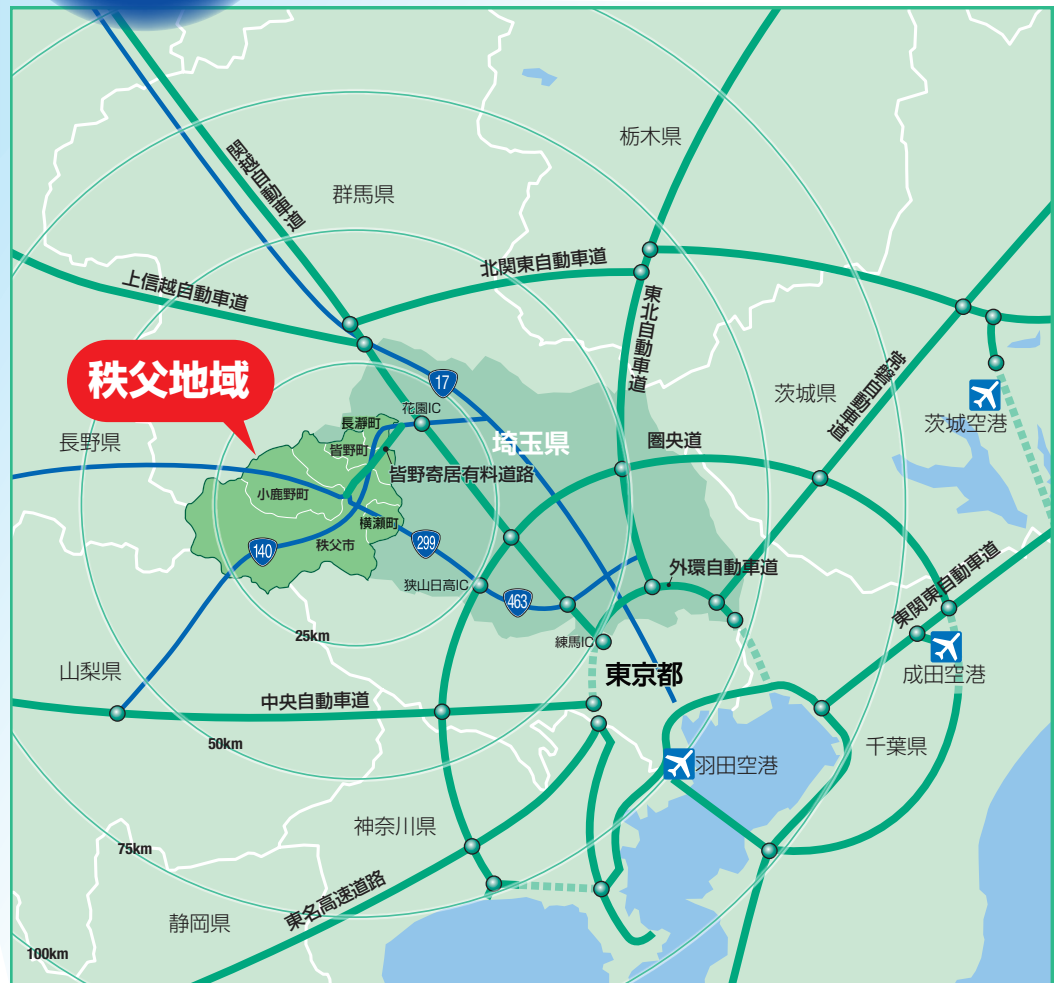 栃木県
関越自動車道
群馬県
北関東自動車道
上信越自動車道
東北自動車道
秩父地域
17
茨城県
常磐自動車道
茨城空港
花園IC
長瀞町
長野県
皆野町
埼玉県
圏央道
皆野寄居有料道路
小鹿野町
横瀬町
秩父市
140
299
外環自動車道
狭山日高IC
463
東関東自動車道
25km
練馬IC
山梨県
東京都
成田空港
中央自動車道
50km
千葉県
羽田空港
神奈川県
75km
東名高速道路
静岡県
100km